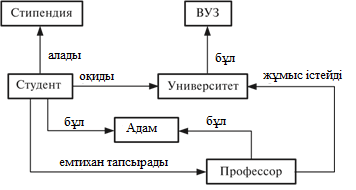 Стипендия
ВУЗ
алады
бұл
жұмыс істейді
Студент
оқиды
Университет
бұл
Адам
бұл
емтихан тапсырады
Профессор